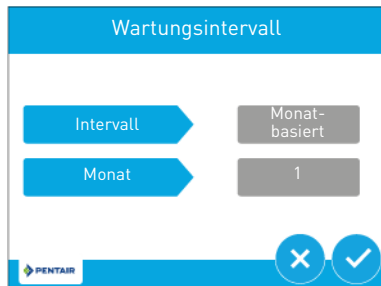 Wartungsintervall
Intervall
Monat-
basiert
Monat
1
PENTAIR